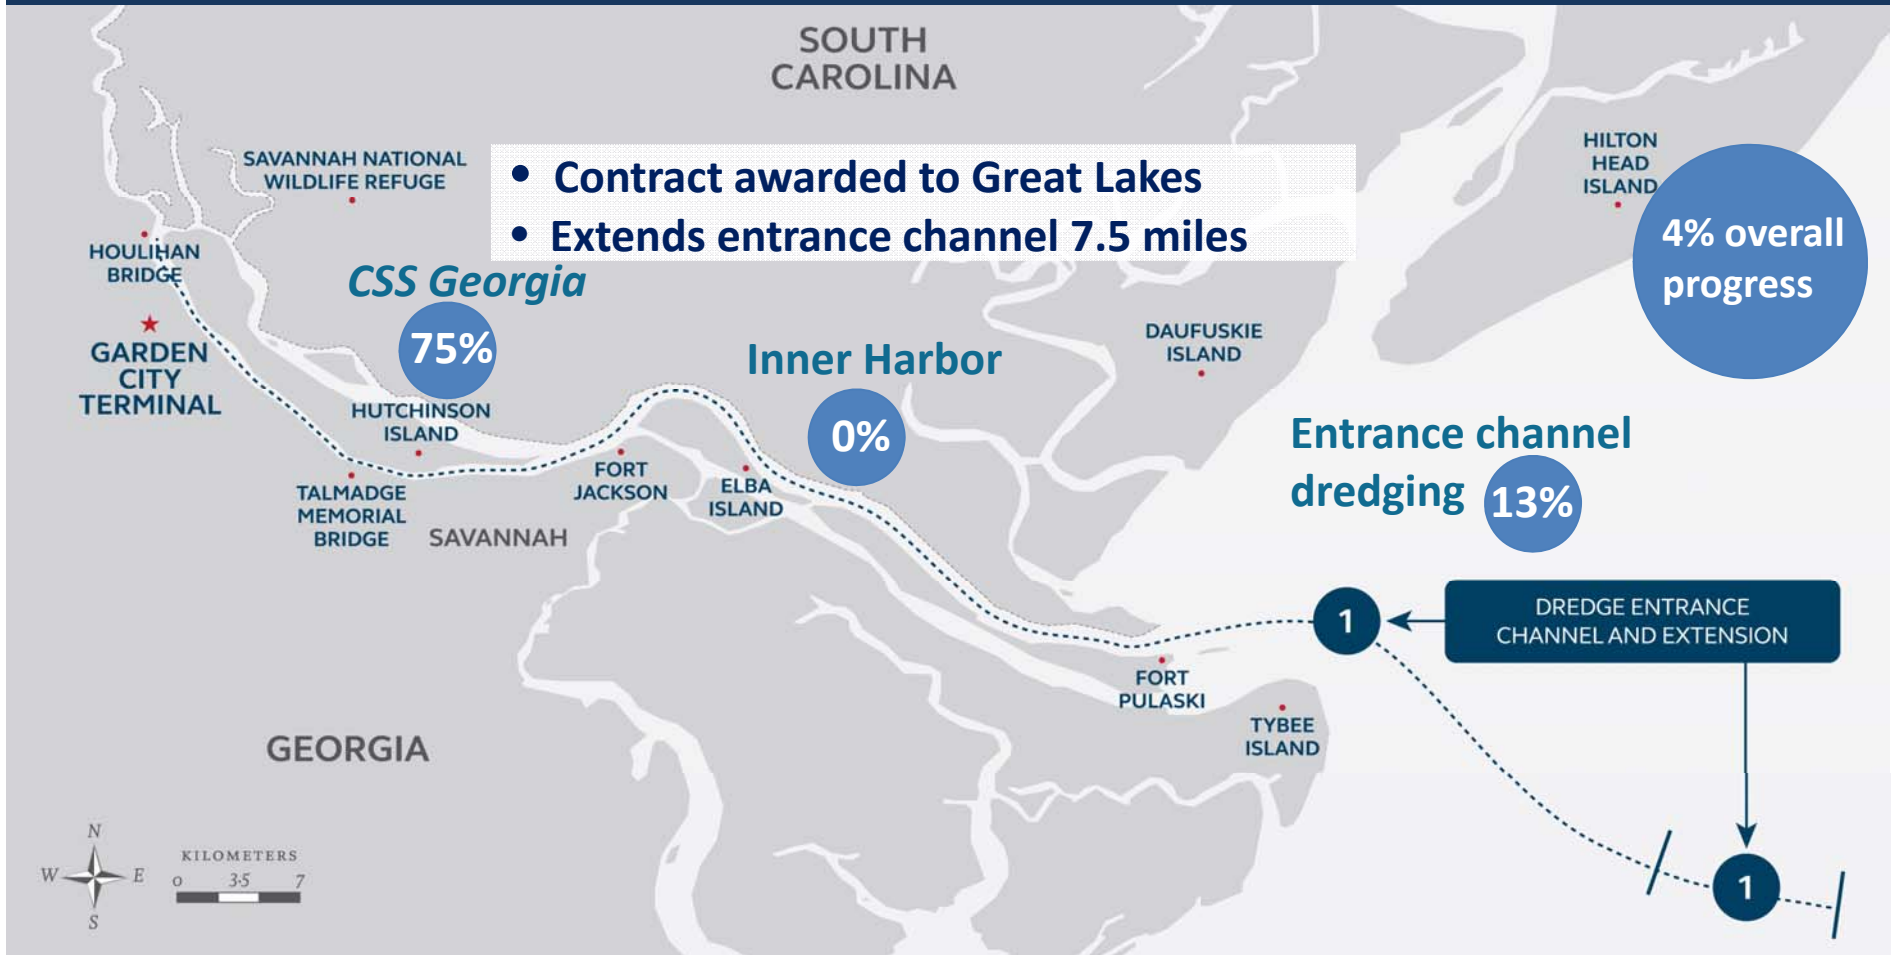 SOUTH
CAROLINA
SAVANNAH NATIONAL
WILDLIFE REFUGE
• Contract awarded to Great Lakes
• Extends entrance channel 7.5 miles
HILTON
HEAD
ISLAND
4% overall
progress
HOULIHAN
BRIDGE
CSS Georgia
75%
GARDEN
CITY
TERMINAL
HUTCHINSON
ISLAND
Inner Harbor
0%
DAUFUSKIE
ISLAND
Entrance channel
dredging 13%
TALMADGE
MEMORIAL
BRIDGE
SAVANNAH
FORT
JACKSON
ELBA
ISLAND
1
DREDGE ENTRANCE
CHANNEL AND EXTENSION
FORT
PULASKI
TYBEE
ISLAND
GEORGIA
1
N
W E
S
KILOMETERS
0 3.5 7